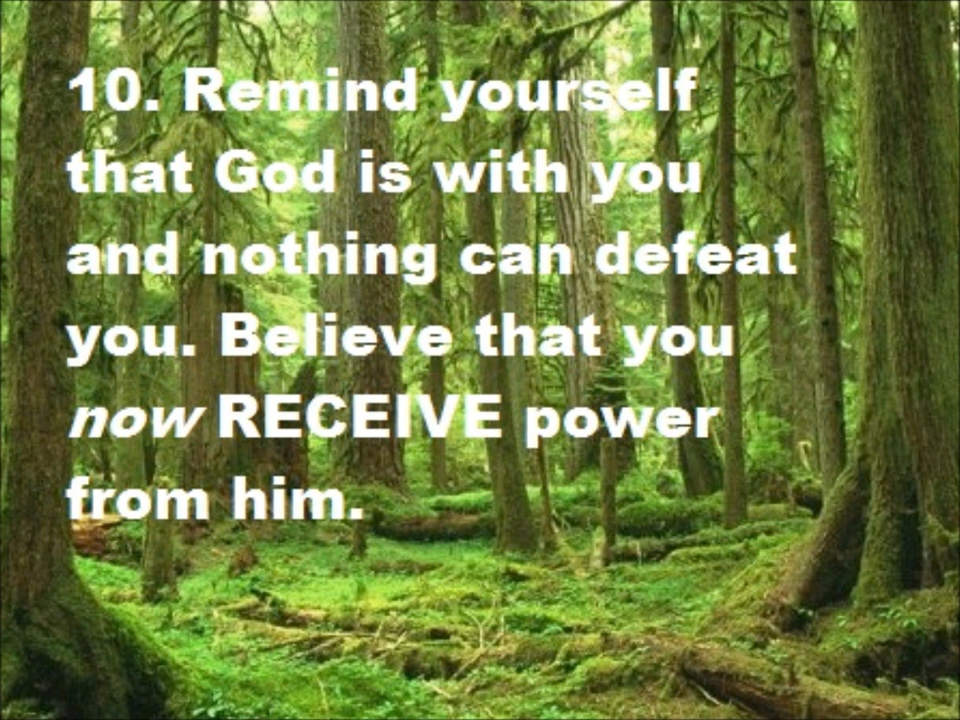 10. Remind yourself
that God is with you
and nothing can defeat
you. Believe that you
now RECEIVE power
from him.